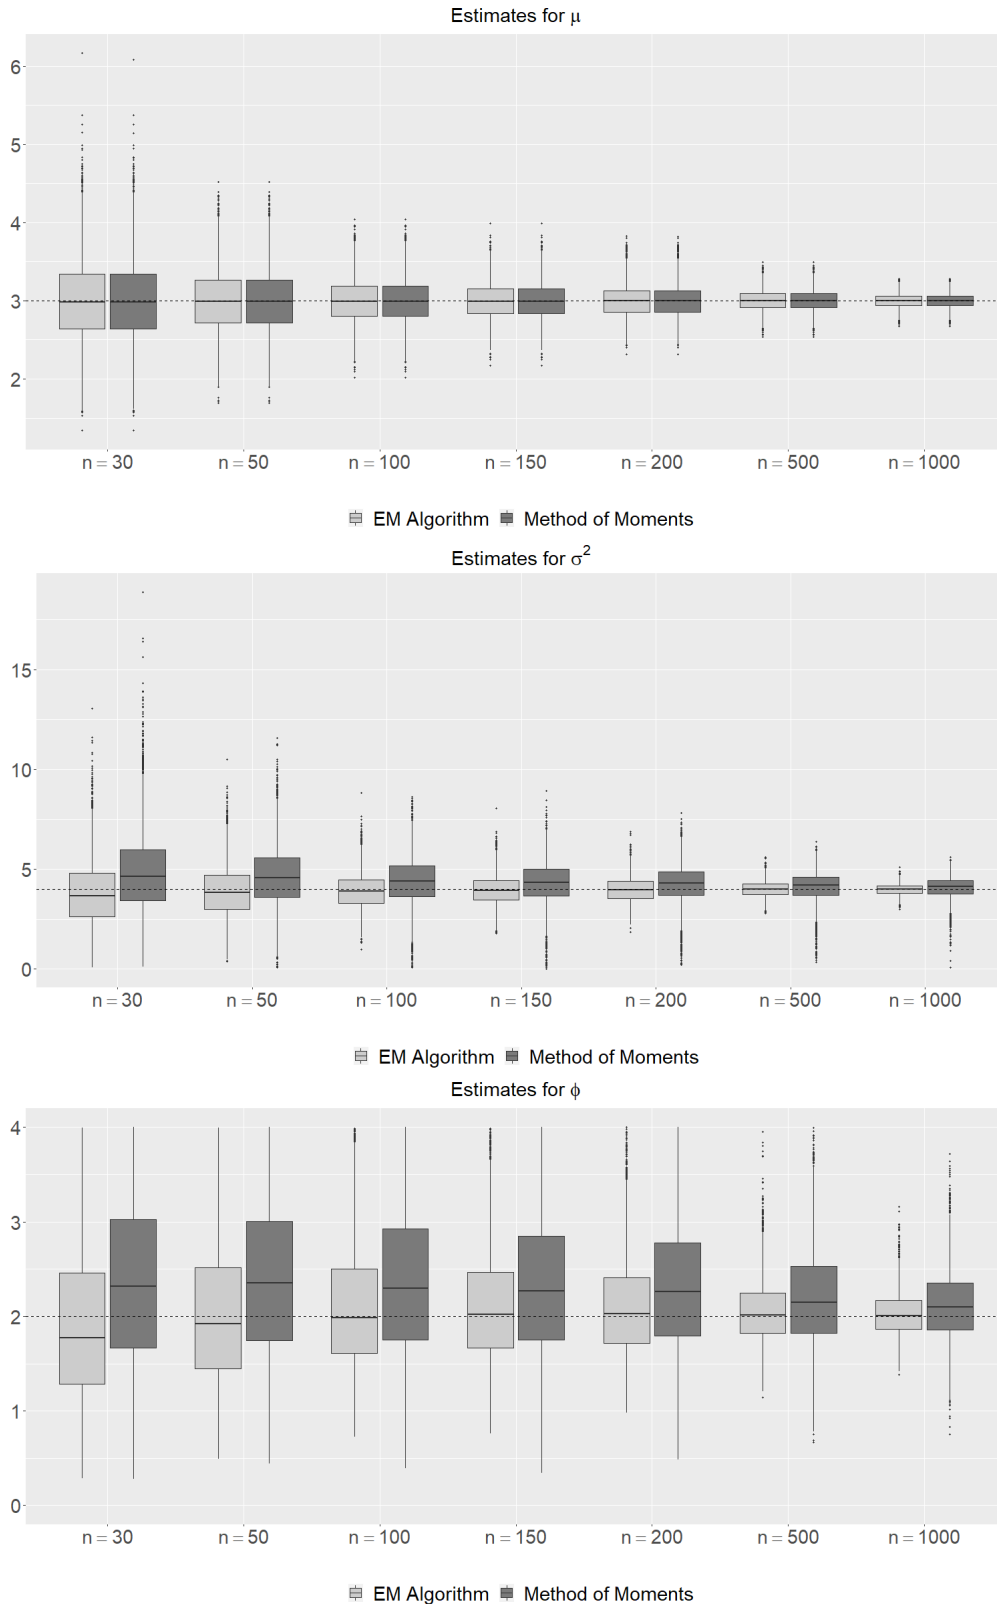 Estimates for μ
6
5
4
3
2
n = 30 n = 50 n = 100 n = 150 n = 200 n = 500 n = 1000
EM Algorithm Method of Moments
Estimates for σ²
15
10
5
0
n = 30 n = 50 n = 100 n = 150 n = 200 n = 500 n = 1000
EM Algorithm Method of Moments
Estimates for ϕ
4
3
2
1
0
n = 30 n = 50 n = 100 n = 150 n = 200 n = 500 n = 1000
EM Algorithm Method of Moments